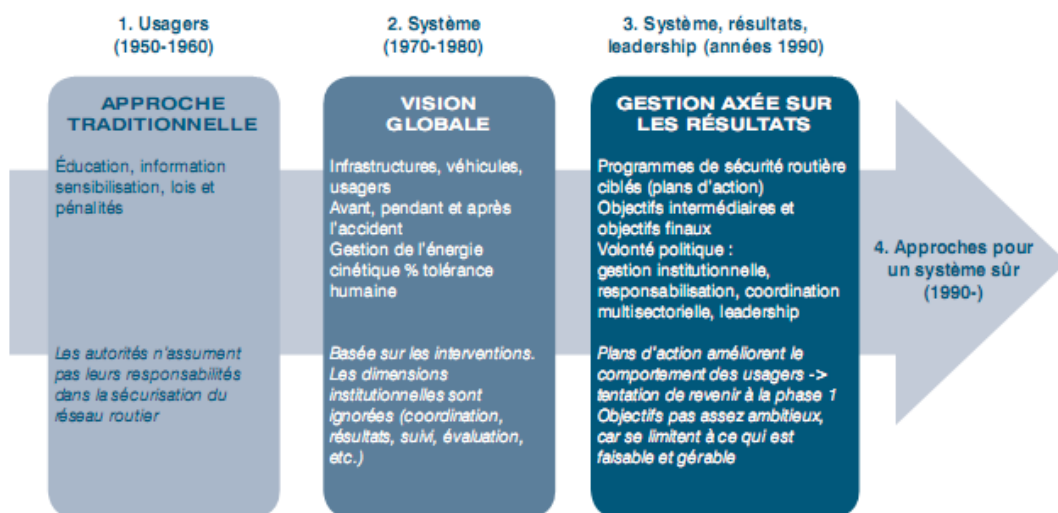 1. Usagers
(1950-1960)
APPROCHE
TRADITIONNELLE
Éducation, information
sensibilisation, lois et
pénalités
Les autorités n'assument
pas leurs responsabilités
dans la sécurisation du
réseau routier
2. Système
(1970-1980)
VISION
GLOBALE
Infrastructures, véhicules,
usagers
Avant, pendant et après
l'accident
Gestion de l'énergie
cinétique % tolérance
humaine
Basée sur les interventions.
Les dimensions
institutionnelles sont
ignorées (coordination,
résultats, suivi, évaluation,
etc.)
3. Système, résultats,
leadership (années 1990)
GESTION AXÉE SUR
LES RÉSULTATS
Programmes de sécurité routière
ciblés (plans d'action)
Objectifs intermédiaires et
objectifs finaux
Volonté politique :
gestion institutionnelle,
responsabilisation, coordination
multisectorielle, leadership
Plans d'action améliorent le
comportement des usagers ->
tentation de revenir à la phase 1
Objectifs pas assez ambitieux,
car se limitent à ce qui est
faisable et gérable
4. Approches pour
un système sûr
(1990-)